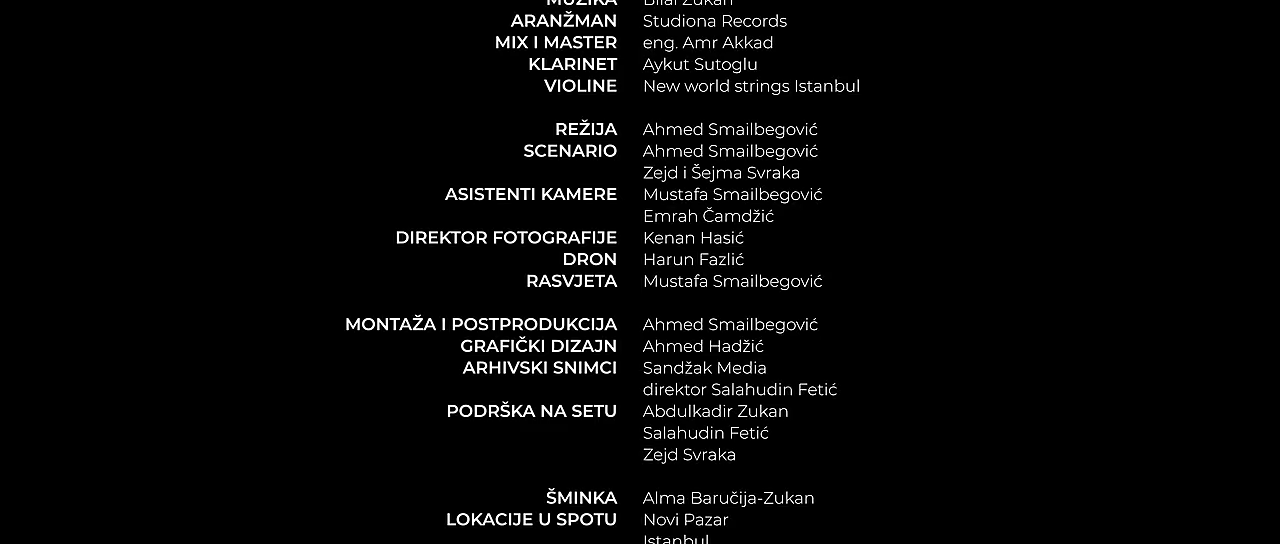 MUZIKA Bilal Zukan
ARANŽMAN Studiona Records
MIX I MASTER eng. Amr Akkad
KLARINET Aykut Sutoglu
VIOLINE New world strings Istanbul
REŽIJA Ahmed Smailbegović
SCENARIO Ahmed Smailbegović
Zejd i Šejma Svraka
ASISTENTI KAMERE Mustafa Smailbegović
Emrah Čamdžić
DIREKTOR FOTOGRAFIJE Kenan Hasić
DRON Harun Fazlić
RASVJETA Mustafa Smailbegović
MONTAŽA I POSTPRODUKCIJA Ahmed Smailbegović
GRAFIČKI DIZAJN Ahmed Hadžić
ARHIVSKI SNIMCI Sandžak Media
direktor Salahudin Fetić
PODRŠKA NA SETU Abdulkadir Zukan
Salahudin Fetić
Zejd Svraka
ŠMINKA Alma Baručija-Zukan
LOKACIJE U SPOTU Novi Pazar
Istanbul